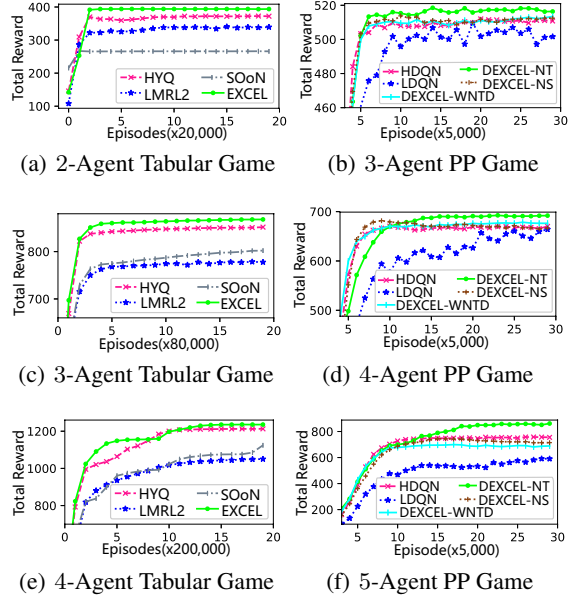 Total Reward
400
300
200
100
HYQ
SOoN
LMRL2
EXCEL
0
5
10
15
20
Episodes(x20,000)
(a) 2-Agent Tabular Game
Total Reward
520
500
480
460
HDQN
DEXCEL-NT
LDQN
DEXCEL-NS
DEXCEL-WNTD
5
10
15
20
25
30
Episode(x5,000)
(b) 3-Agent PP Game
Total Reward
800
700
HYQ
SOoN
LMRL2
EXCEL
0
5
10
15
20
Episodes(x80,000)
(c) 3-Agent Tabular Game
Total Reward
700
600
500
HDQN
DEXCEL-NT
LDQN
DEXCEL-NS
DEXCEL-WNTD
5
10
15
20
25
30
Episode(x5,000)
(d) 4-Agent PP Game
Total Reward
1200
1000
800
HYQ
SOoN
LMRL2
EXCEL
0
5
10
15
20
Episodes(x200,000)
(e) 4-Agent Tabular Game
Total Reward
800
600
400
200
HDQN
DEXCEL-NT
LDQN
DEXCEL-NS
DEXCEL-WNTD
5
10
15
20
25
30
Episode(x5,000)
(f) 5-Agent PP Game